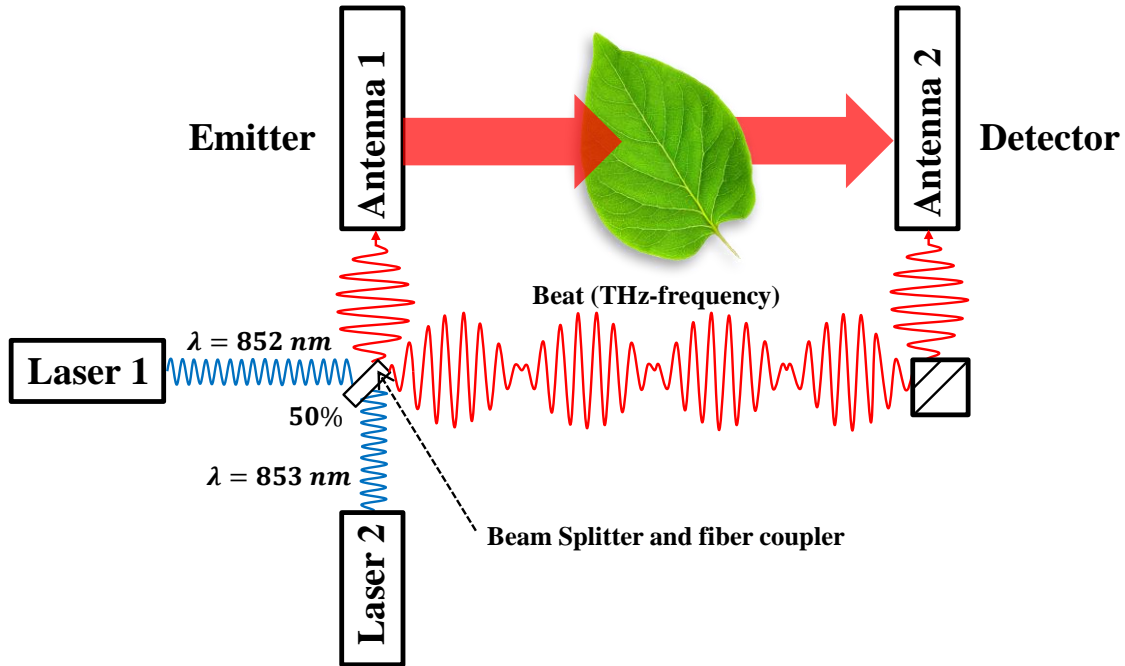 Antenna 1
Antenna 2
Emitter
Detector
Beat (THz-frequency)
λ = 852 nm
Laser 1
50%
λ = 853 nm
Beam Splitter and fiber coupler
Laser 2